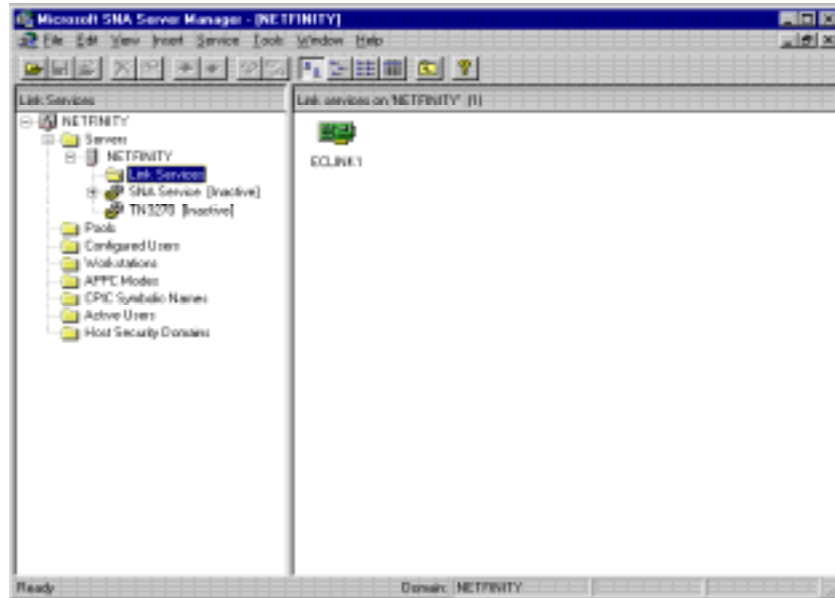 Microsoft SNA Server Manager - [NETFINITY]
File Edit View Insert Service Tools Window Help
Link Services
Link services on 'NETFINITY' (1)
NETFINITY
Servers
NETFINITY
Link Services
SNA Service [Inactive]
TN3270 [Inactive]
Pools
Configured Users
Workstations
APPC Modes
CPIC Symbolic Names
Active Users
Host Security Domains
ECLINK1
Ready
Domain: NETFINITY